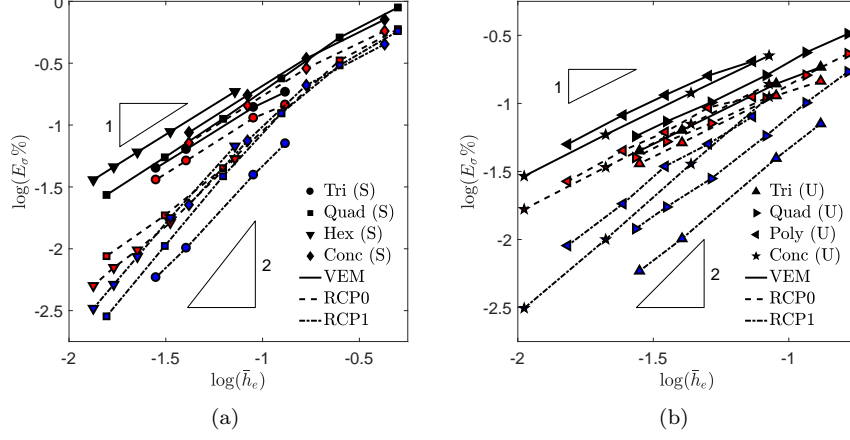 0
-0.5
-1
-1.5
-2
-2.5
log(E_σ%)
-2
-1.5
-1
-0.5
log(h̄_e)
1
2
Tri (S)
Quad (S)
Hex (S)
Conc (S)
VEM
RCP0
RCP1
(a)
-0.5
-1
-1.5
-2
-2.5
log(E_σ%)
-2
-1.5
-1
log(h̄_e)
1
2
Tri (U)
Quad (U)
Poly (U)
Conc (U)
VEM
RCP0
RCP1
(b)